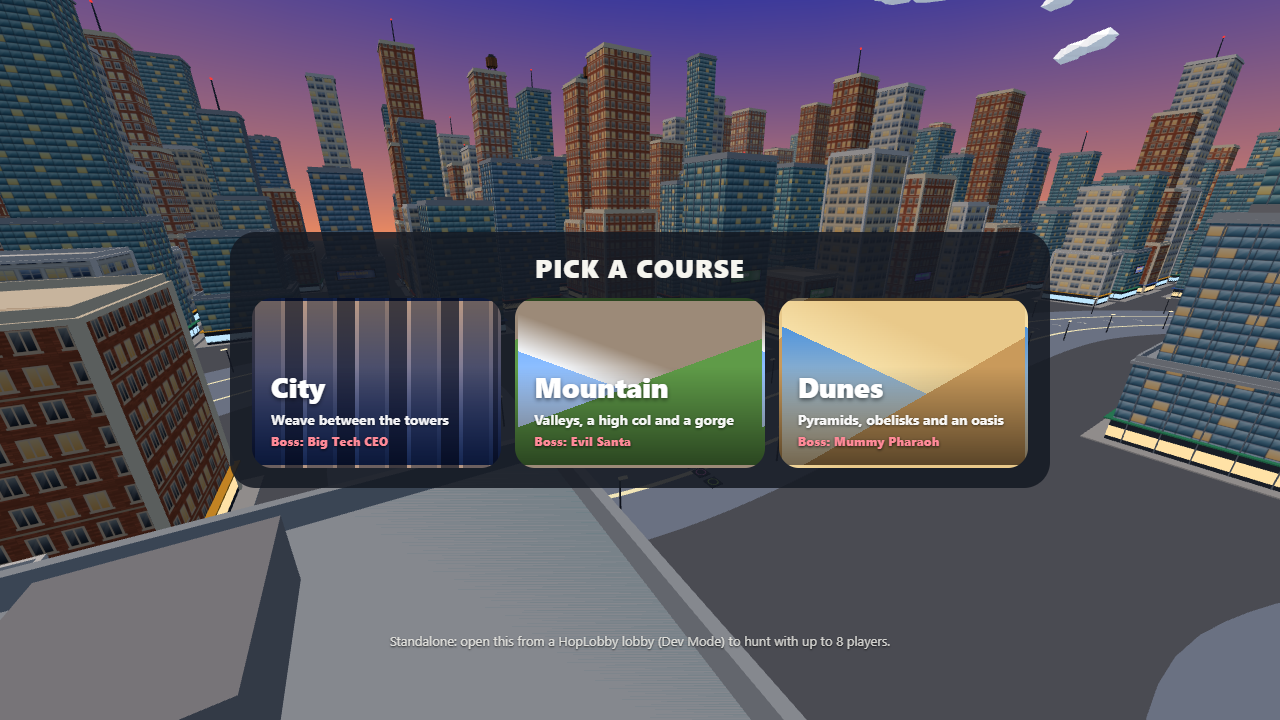 PICK A COURSE
City
Weave between the towers
Boss: Big Tech CEO
Mountain
Valleys, a high col and a gorge
Boss: Evil Santa
Dunes
Pyramids, obelisks and an oasis
Boss: Mummy Pharaoh
Standalone: open this from a HopLobby lobby (Dev Mode) to hunt with up to 8 players.